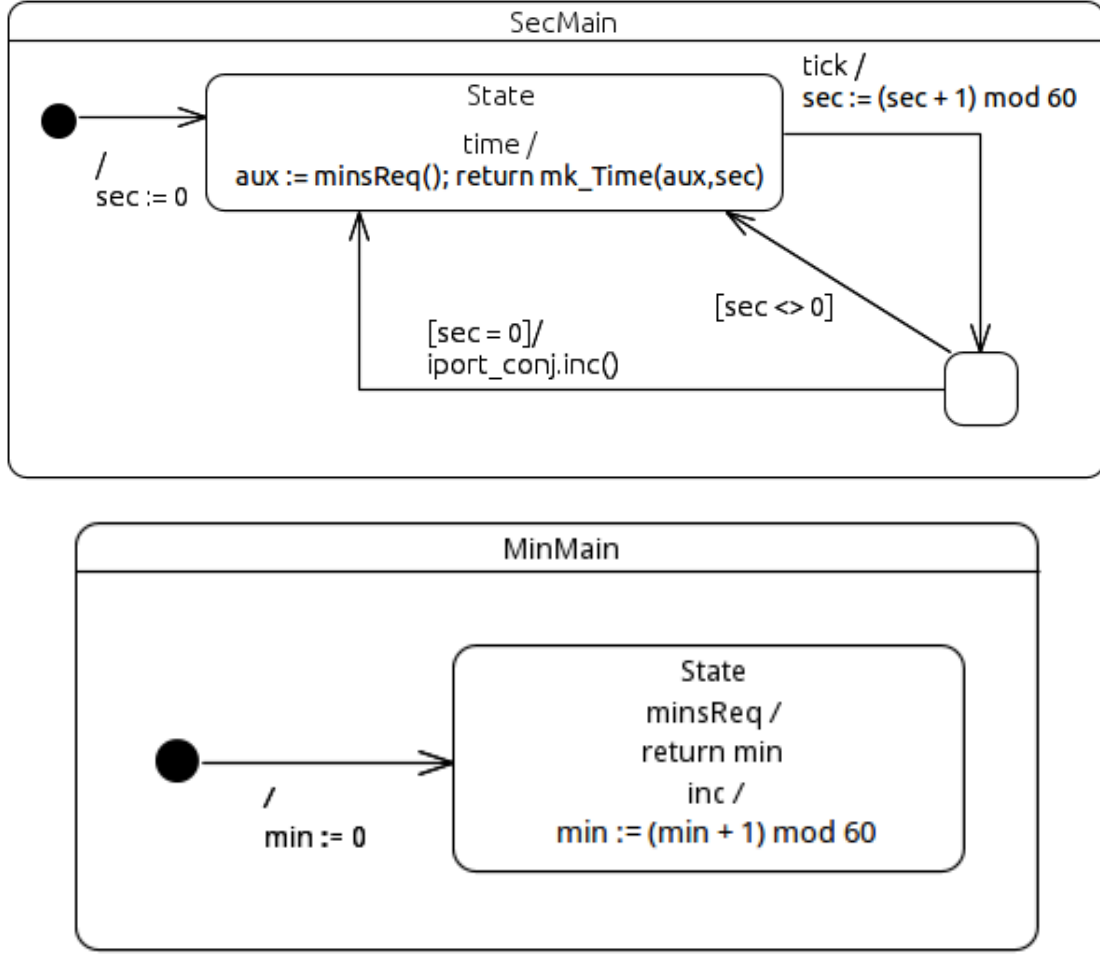 SecMain
tick /
sec := (sec + 1) mod 60
State
time /
aux := minsReq(); return mk_Time(aux,sec)
/
sec := 0
[sec <> 0]
[sec = 0]/
iport_conj.inc()
MinMain
State
minsReq /
return min
inc /
min := (min + 1) mod 60
/
min := 0